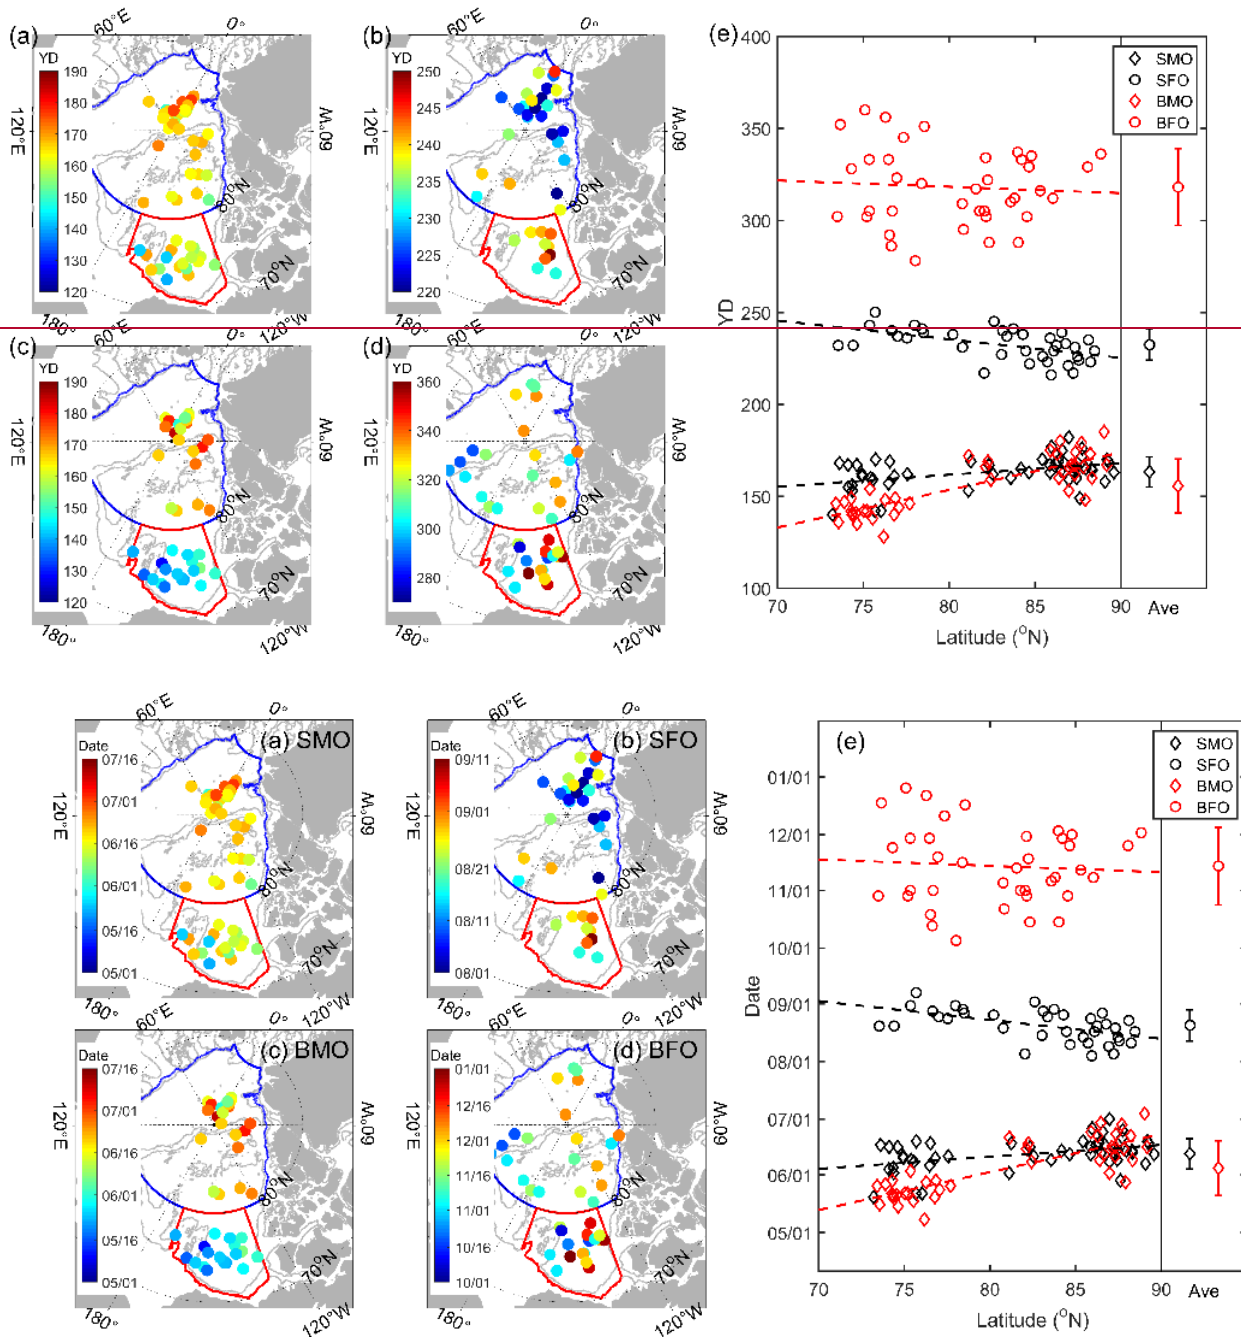 60°E
0°
60°E
0°
(a)
(b)
(e)
YD
190
180
170
160
150
140
130
120
YD
250
245
240
235
230
225
220
120°E
60°W
120°E
60°W
80°N
80°N
70°N
70°N
180°
120°W
180°
120°W
60°E
0°
60°E
0°
(c)
(d)
YD
190
180
170
160
150
140
130
120
YD
360
340
320
300
280
120°E
60°W
120°E
60°W
80°N
80°N
70°N
70°N
180°
120°W
180°
120°W
400
350
300
250
200
150
100
YD
SMO
SFO
BMO
BFO
70
75
80
85
90
Ave
Latitude (°N)
60°E
0°
60°E
0°
(a) SMO
(b) SFO
(e)
Date
07/16
07/01
06/16
06/01
05/16
05/01
Date
09/11
09/01
08/21
08/11
08/01
120°E
60°W
120°E
60°W
80°N
80°N
70°N
70°N
180°
120°W
180°
120°W
60°E
0°
60°E
0°
(c) BMO
(d) BFO
Date
07/16
07/01
06/16
06/01
05/16
05/01
Date
01/01
12/16
12/01
11/16
11/01
10/16
10/01
120°E
60°W
120°E
60°W
80°N
80°N
70°N
70°N
180°
120°W
180°
120°W
01/01
12/01
11/01
10/01
09/01
08/01
07/01
06/01
05/01
Date
SMO
SFO
BMO
BFO
70
75
80
85
90
Ave
Latitude (°N)